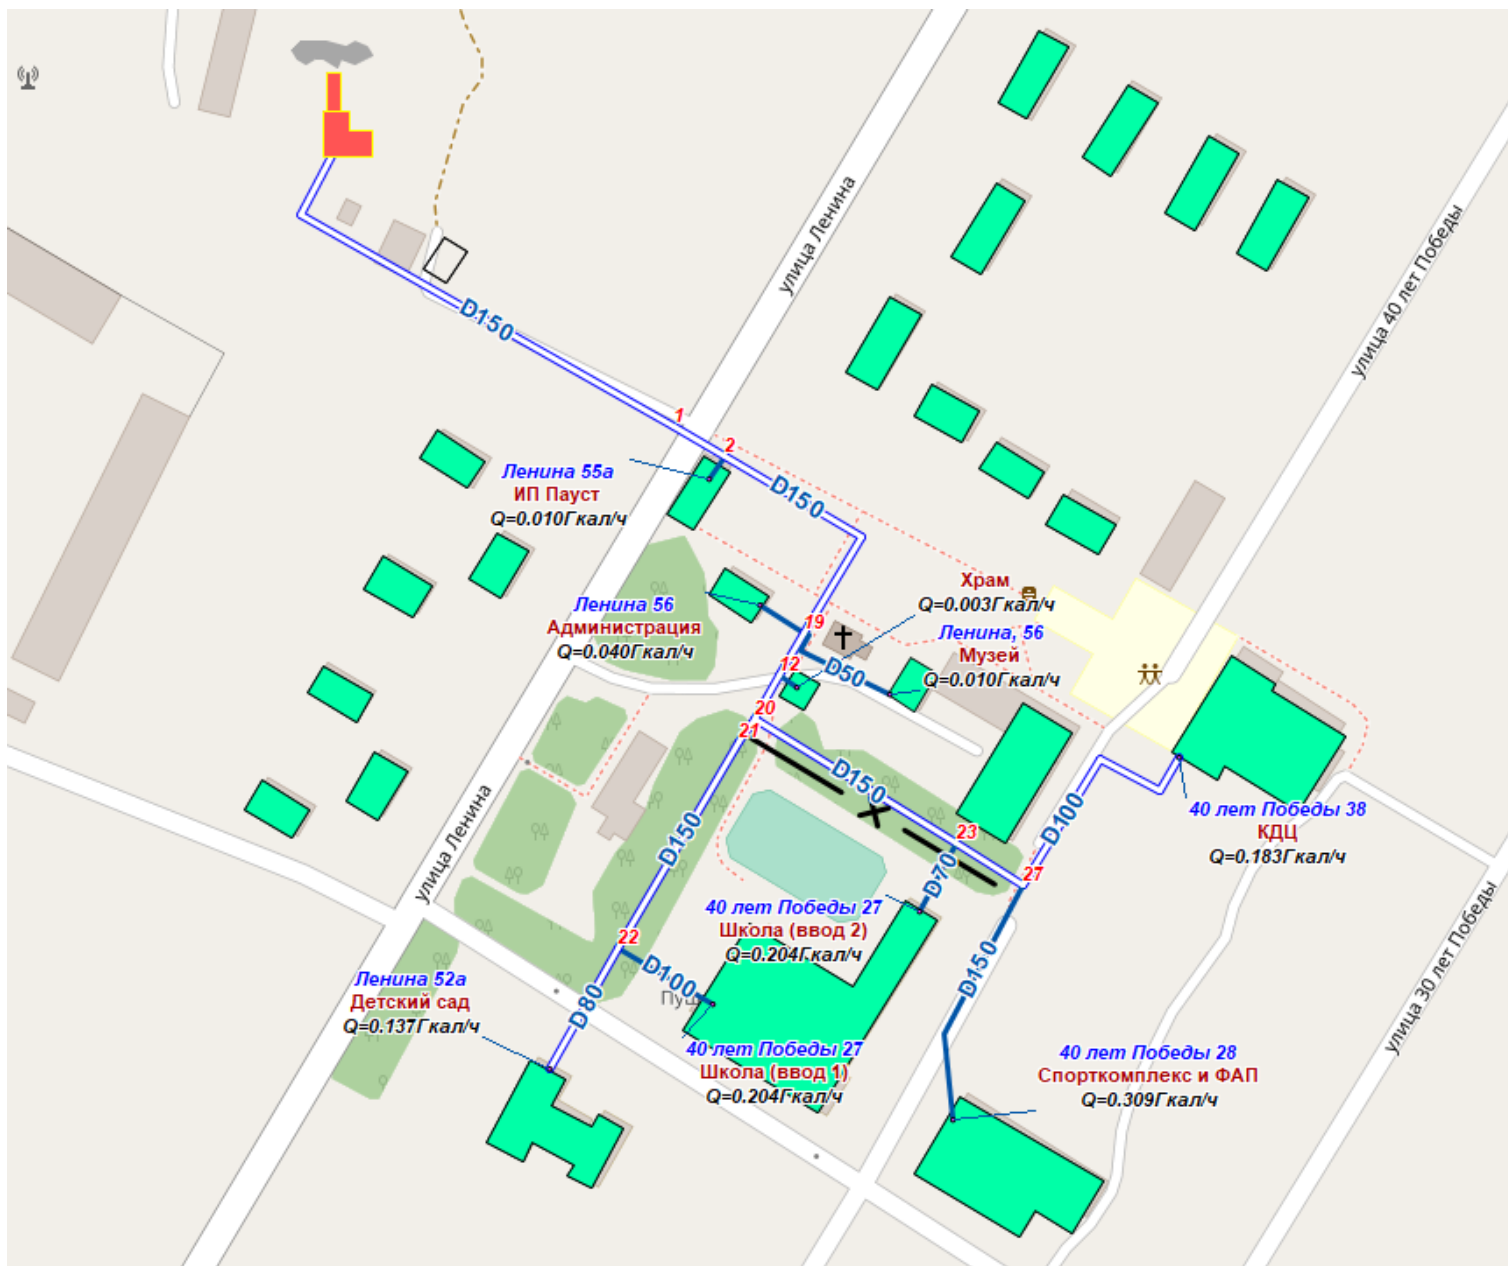 улица Ленина
улица 40 лет Победы
D150
1
2
Ленина 55а
ИП Пауст
Q=0.010Гкал/ч
D150
Храм
Q=0.003Гкал/ч
Ленина 56
Администрация
Q=0.040Гкал/ч
19
Ленина, 56
Музей
Q=0.010Гкал/ч
12
D50
20
21
D150
D100
40 лет Победы 38
КДЦ
Q=0.183Гкал/ч
улица Ленина
D150
23
D70
27
40 лет Победы 27
Школа (ввод 2)
Q=0.204Гкал/ч
22
D100
D150
улица 30 лет Победы
Ленина 52а
Детский сад
Q=0.137Гкал/ч
D80
Пуш
40 лет Победы 27
Школа (ввод 1)
Q=0.204Гкал/ч
40 лет Победы 28
Спорткомплекс и ФАП
Q=0.309Гкал/ч